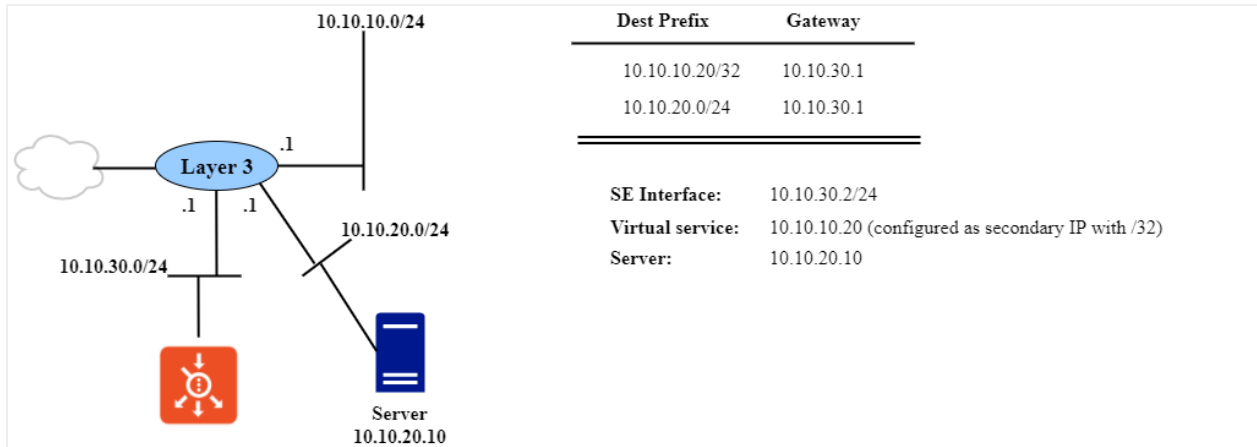 10.10.10.0/24
Layer 3
.1
.1
.1
10.10.20.0/24
10.10.30.0/24
Server
10.10.20.10
Dest Prefix Gateway
10.10.10.20/32 10.10.30.1
10.10.20.0/24 10.10.30.1
SE Interface: 10.10.30.2/24
Virtual service: 10.10.10.20 (configured as secondary IP with /32)
Server: 10.10.20.10